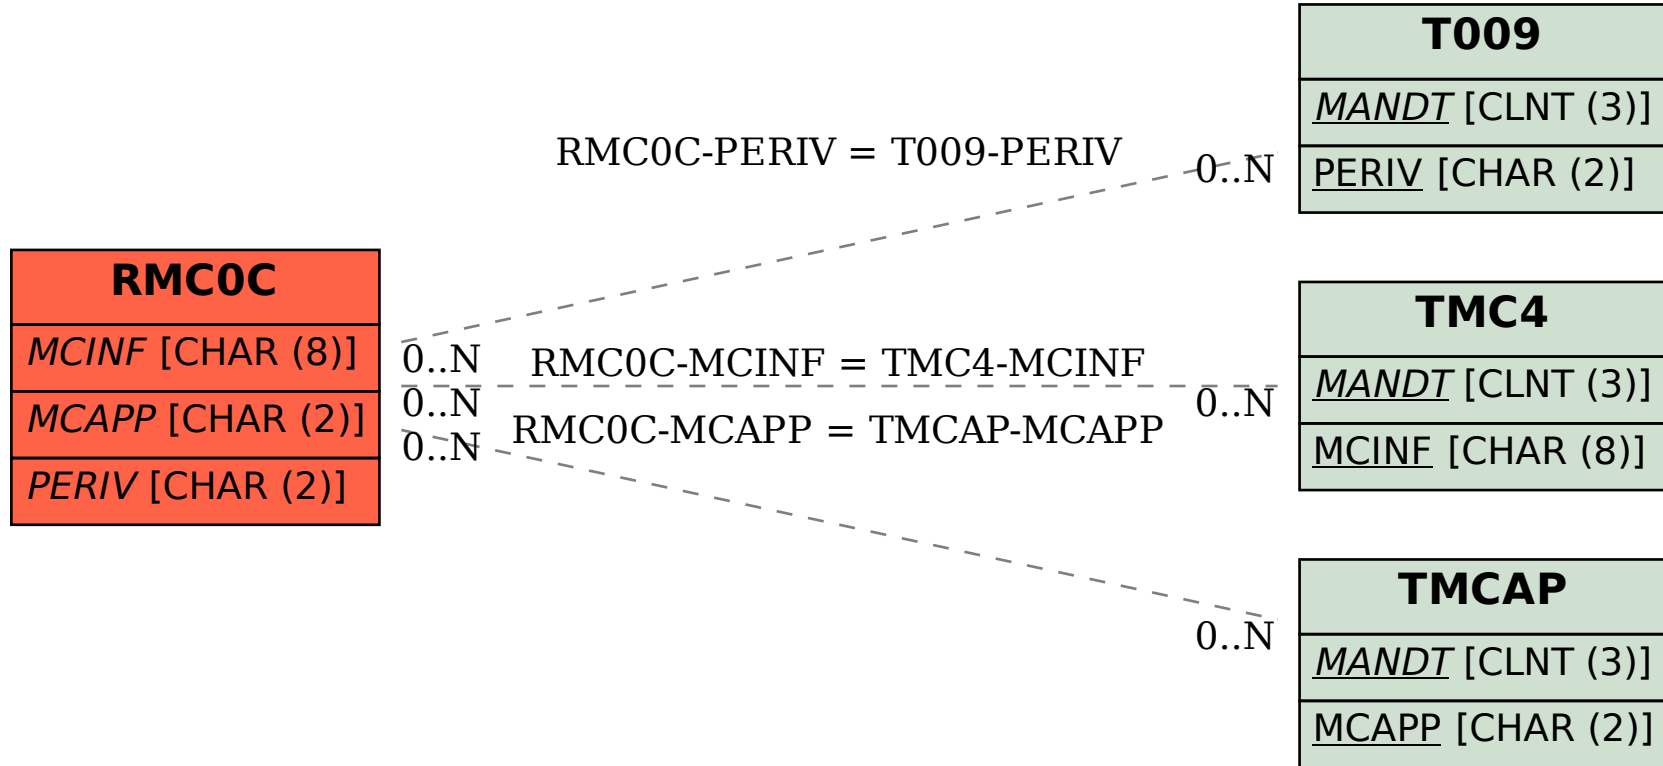 T009
MANDT [CLNT (3)]
RMC0C-PERIV = T009-PERIV
0..N
PERIV [CHAR (2)]
RMC0C
MCINF [CHAR (8)]
MCAPP [CHAR (2)]
PERIV [CHAR (2)]
0..N
RMC0C-MCINF = TMC4-MCINF
0..N
0..N
RMC0C-MCAPP = TMCAP-MCAPP
0..N
TMC4
MANDT [CLNT (3)]
MCINF [CHAR (8)]
TMCAP
0..N
MANDT [CLNT (3)]
MCAPP [CHAR (2)]